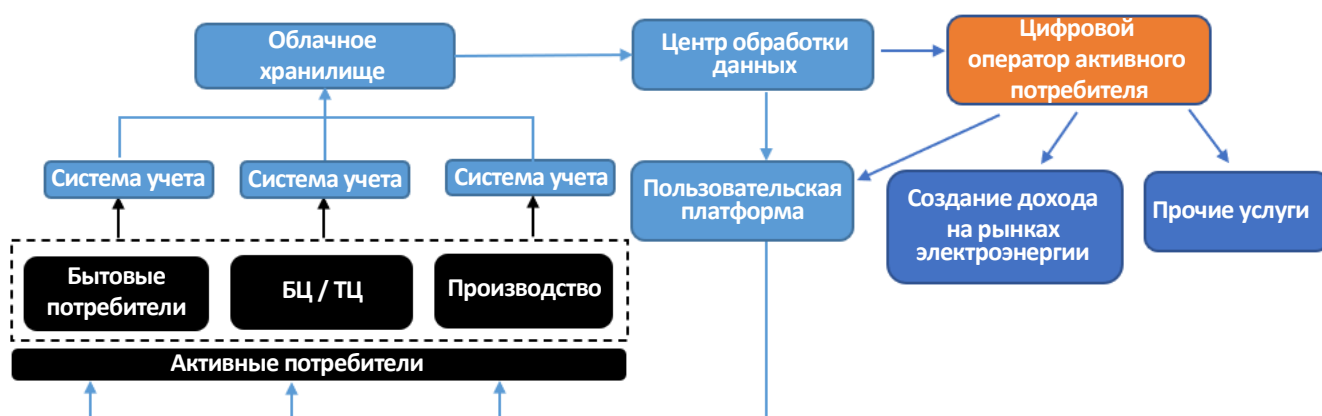 Облачное
хранилище
Центр обработки
данных
Цифровой
оператор активного
потребителя
Система учета
Система учета
Система учета
Пользовательская
платформа
Создание дохода
на рынках
электроэнергии
Прочие услуги
Бытовые
потребители
БЦ / ТЦ
Производство
Активные потребители